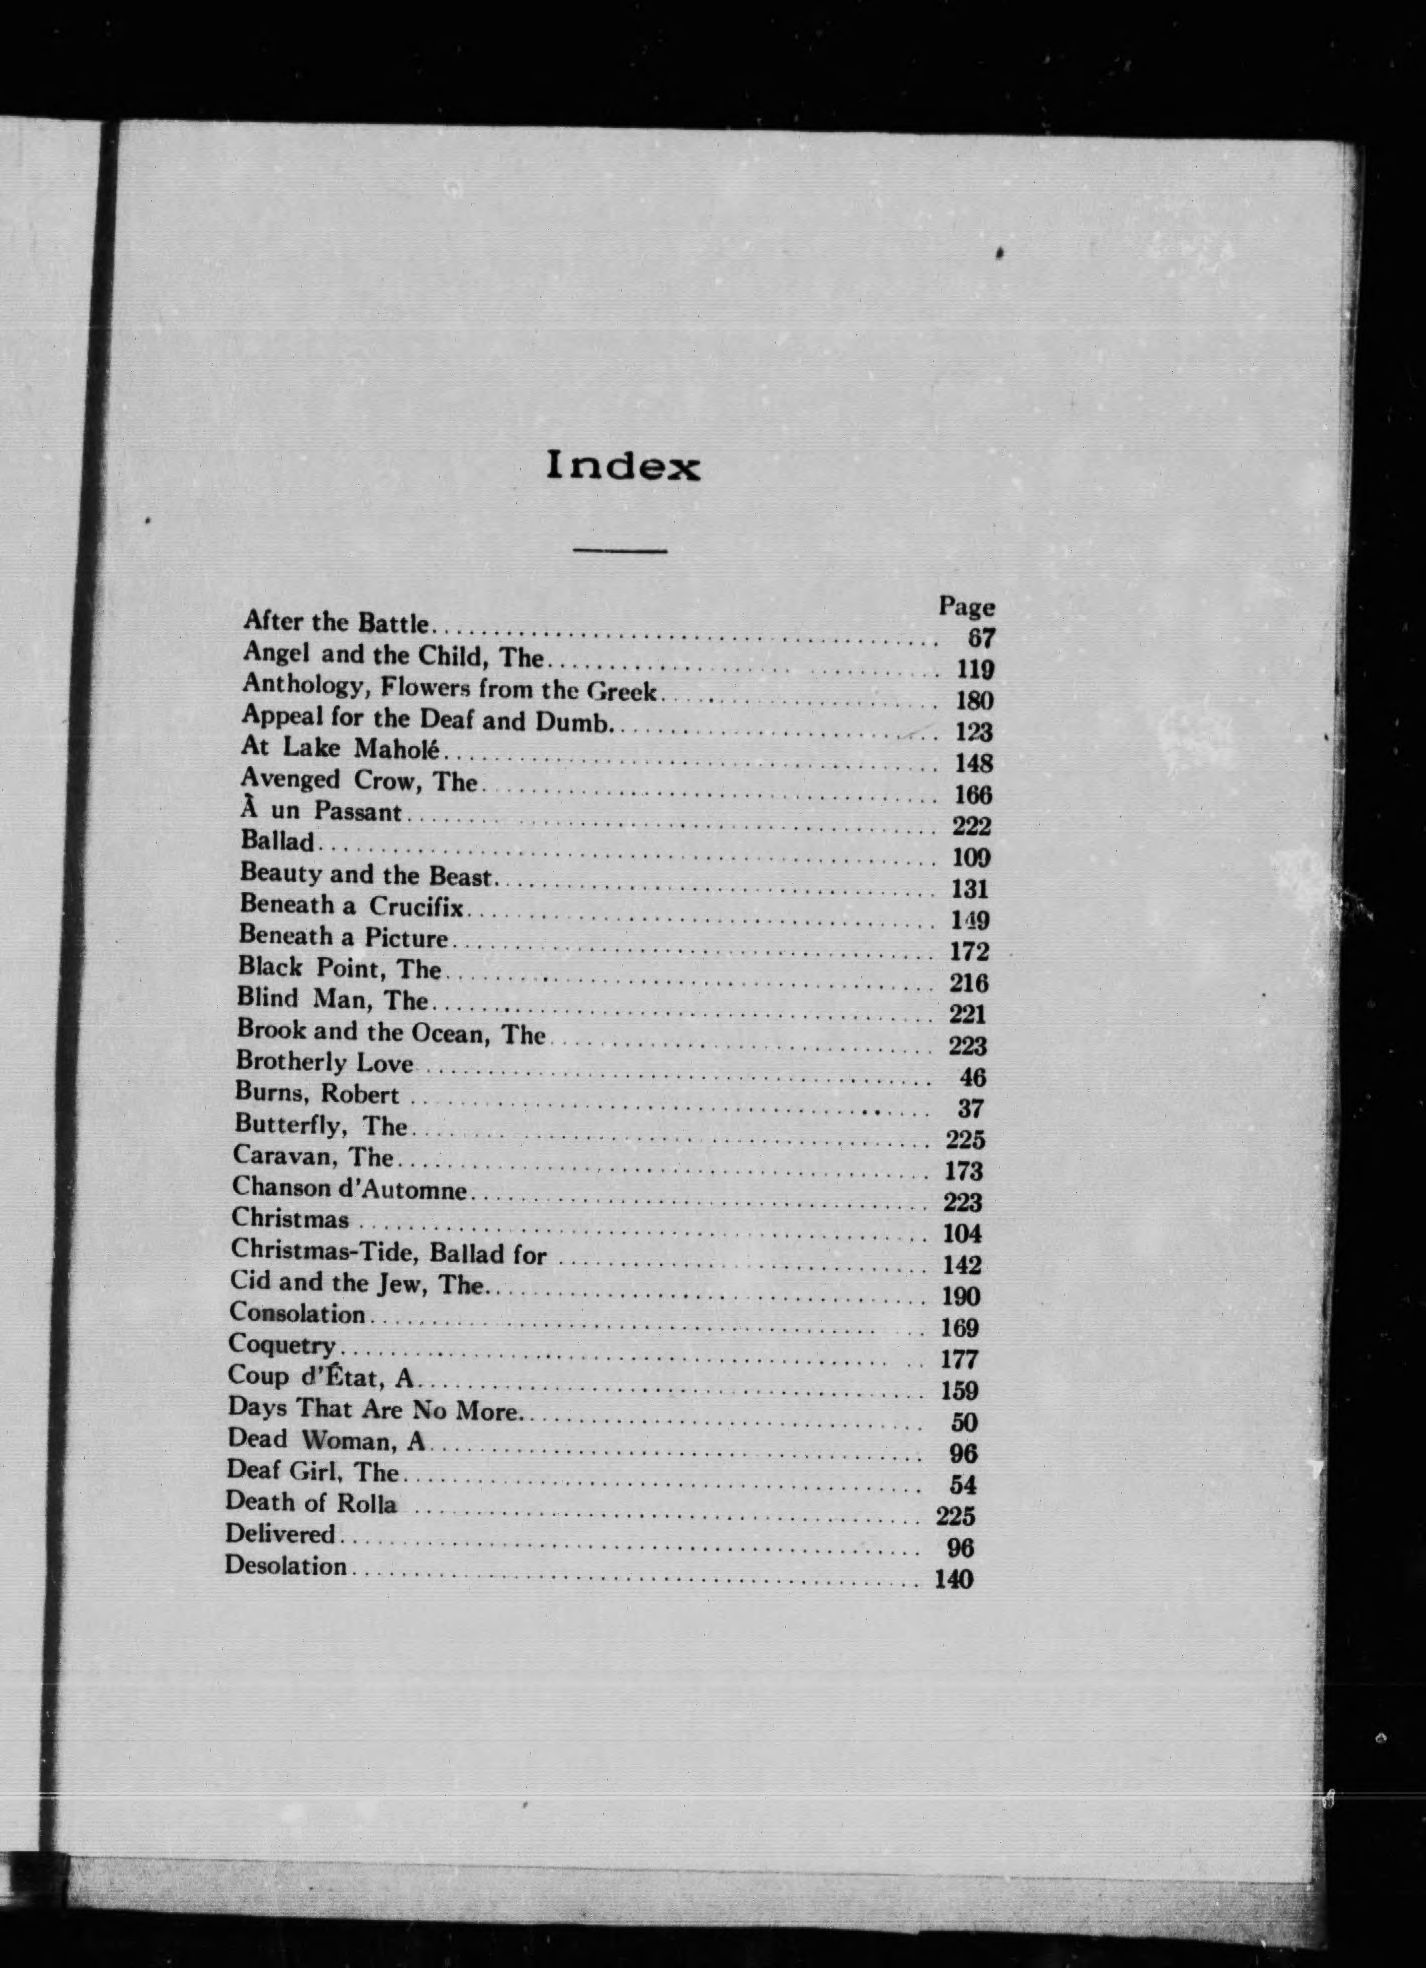 Index
Page
After the Battle........................................ 67
Angel and the Child, The............................... 119
Anthology, Flowers from the Greek...................... 180
Appeal for the Deaf and Dumb........................... 123
At Lake Maholé......................................... 148
Avenged Crow, The...................................... 166
À un Passant........................................... 222
Ballad................................................. 109
Beauty and the Beast................................... 131
Beneath a Crucifix..................................... 149
Beneath a Picture...................................... 172
Black Point, The....................................... 216
Blind Man, The......................................... 221
Brook and the Ocean, The............................... 223
Brotherly Love ........................................ 46
Burns, Robert ......................................... 37
Butterfly, The......................................... 225
Caravan, The........................................... 173
Chanson d'Automne...................................... 223
Christmas ............................................. 104
Christmas-Tide, Ballad for ............................ 142
Cid and the Jew, The................................... 190
Consolation............................................ 169
Coquetry............................................... 177
Coup d'État, A......................................... 159
Days That Are No More.................................. 50
Dead Woman, A.......................................... 96
Deaf Girl, The......................................... 54
Death of Rolla ........................................ 225
Delivered.............................................. 96
Desolation............................................. 140